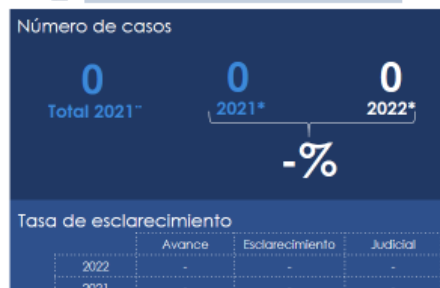 Número de casos
0 0 0
Total 2021** 2021* 2022*
-%
Tasa de esclarecimiento
Avance Esclarecimiento Judicial
2022 - - -
2021 - - -